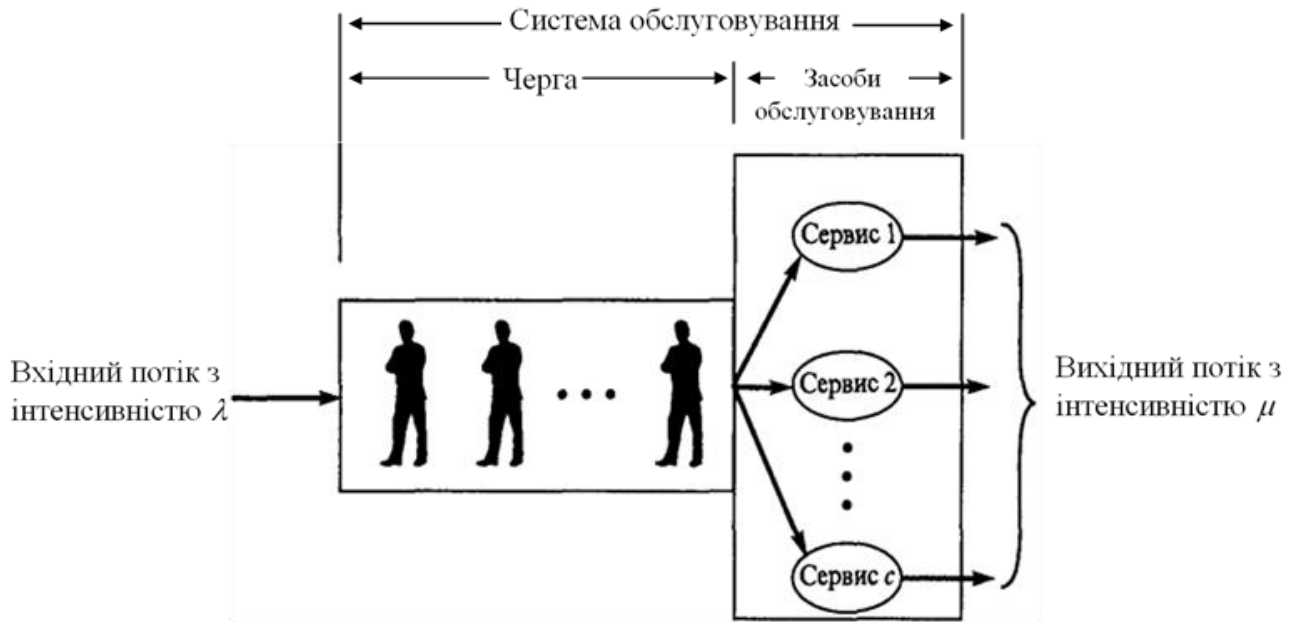 Система обслуговування
Черга
Засоби
обслуговування
Сервис 1
Вхідний потік з
інтенсивністю λ
Сервис 2
Вихідний потік з
інтенсивністю μ
Сервис c